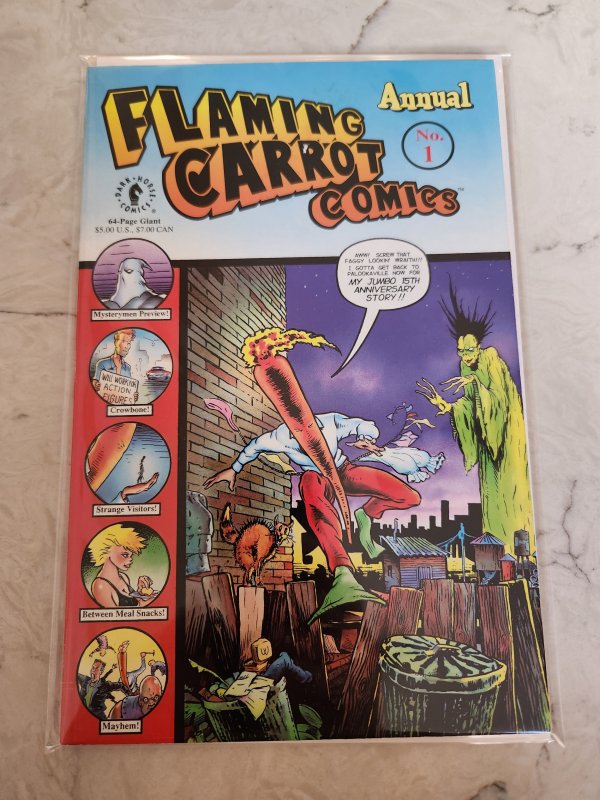 FLAMING
CARROT
COMICS™
Annual
No.
1
DARK HORSE COMICS®
64-Page Giant
$5.00 U.S., $7.00 CAN
Mysterymen Preview!
WILL WORK FOR
ACTION
FIGURES
Crowbone!
Strange Visitors!
Between Meal Snacks!
Mayhem!
AWW! SCREW THAT
FAGGY LOOKIN' WRAITH!!!
I GOTTA GET BACK TO
PALOOKAVILLE NOW FOR
MY JUMBO 15TH
ANNIVERSARY
STORY!!